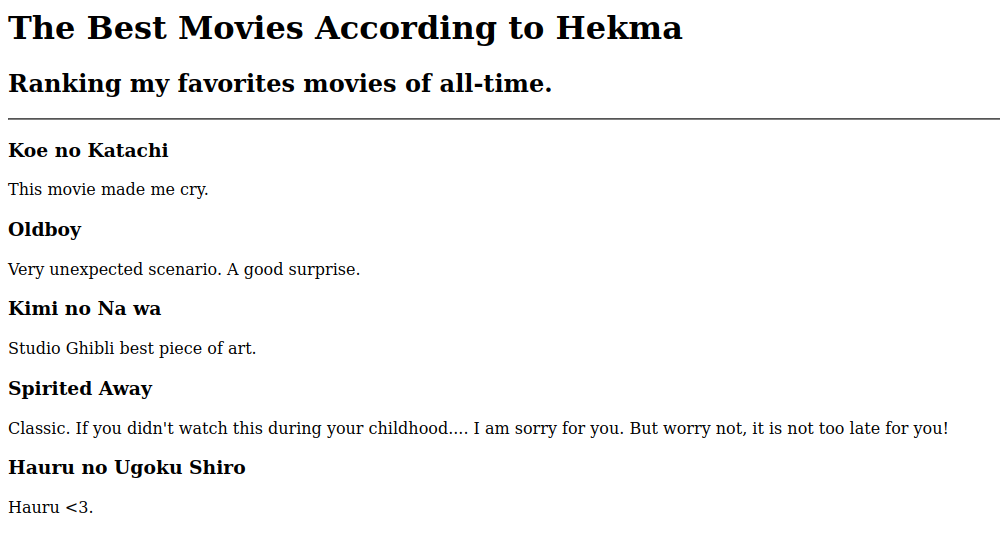 The Best Movies According to Hekma
Ranking my favorites movies of all-time.
Koe no Katachi
This movie made me cry.
Oldboy
Very unexpected scenario. A good surprise.
Kimi no Na wa
Studio Ghibli best piece of art.
Spirited Away
Classic. If you didn't watch this during your childhood.... I am sorry for you. But worry not, it is not too late for you!
Hauru no Ugoku Shiro
Hauru <3.